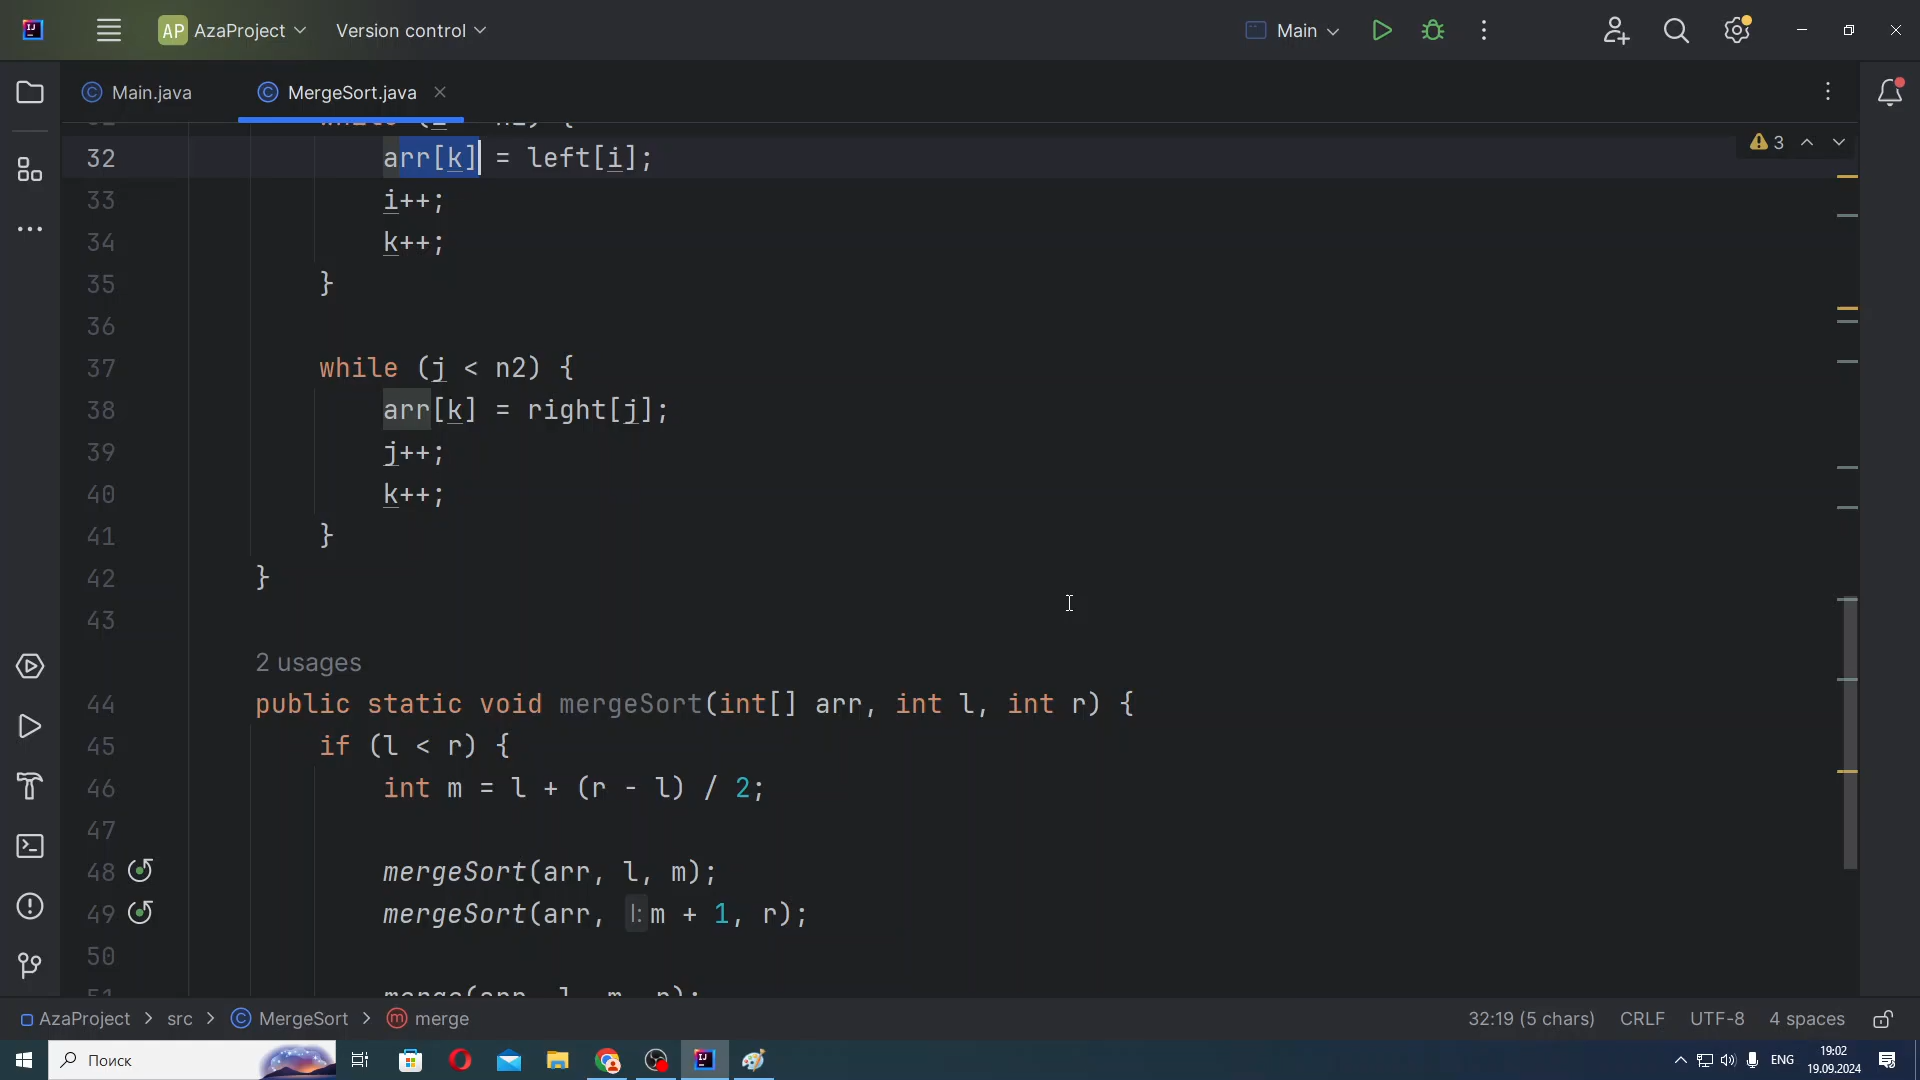 AP AzaProject Version control Main
Main.java MergeSort.java
3
32 arr[k] = left[i];
33 i++;
34 k++;
35 }
36
37 while (j < n2) {
38 arr[k] = right[j];
39 j++;
40 k++;
41 }
42 }
43
2 usages
44 public static void mergeSort(int[] arr, int l, int r) {
45 if (l < r) {
46 int m = l + (r - l) / 2;
47
48 mergeSort(arr, l, m);
49 mergeSort(arr, l: m + 1, r);
50
51 merge(arr, l, m, r);
AzaProject > src > MergeSort > merge 32:19 (5 chars) CRLF UTF-8 4 spaces
Поиск ENG 19:02
19.09.2024